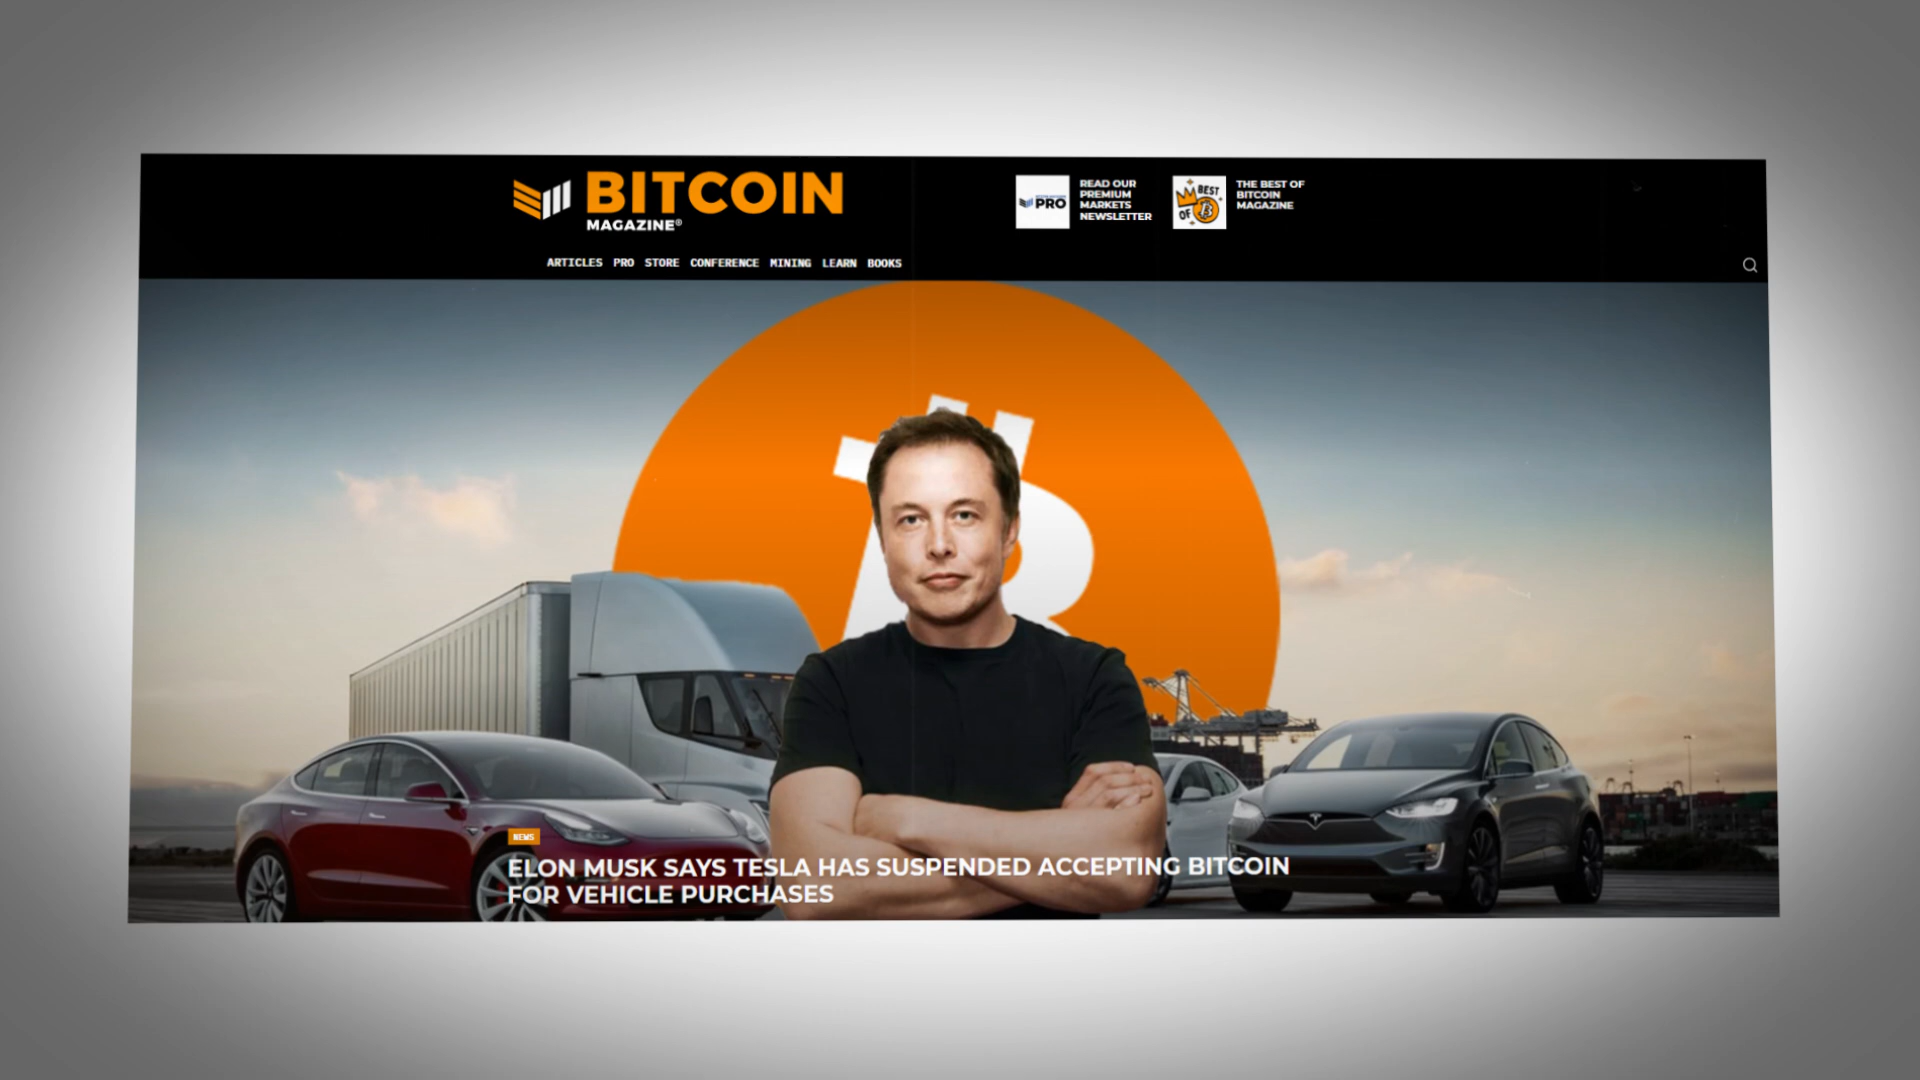 BITCOIN
MAGAZINE®
PRO
READ OUR
PREMIUM
MARKETS
NEWSLETTER
BEST
OF
THE BEST OF
BITCOIN
MAGAZINE
ARTICLES PRO STORE CONFERENCE MINING LEARN BOOKS
NEWS
ELON MUSK SAYS TESLA HAS SUSPENDED ACCEPTING BITCOIN
FOR VEHICLE PURCHASES